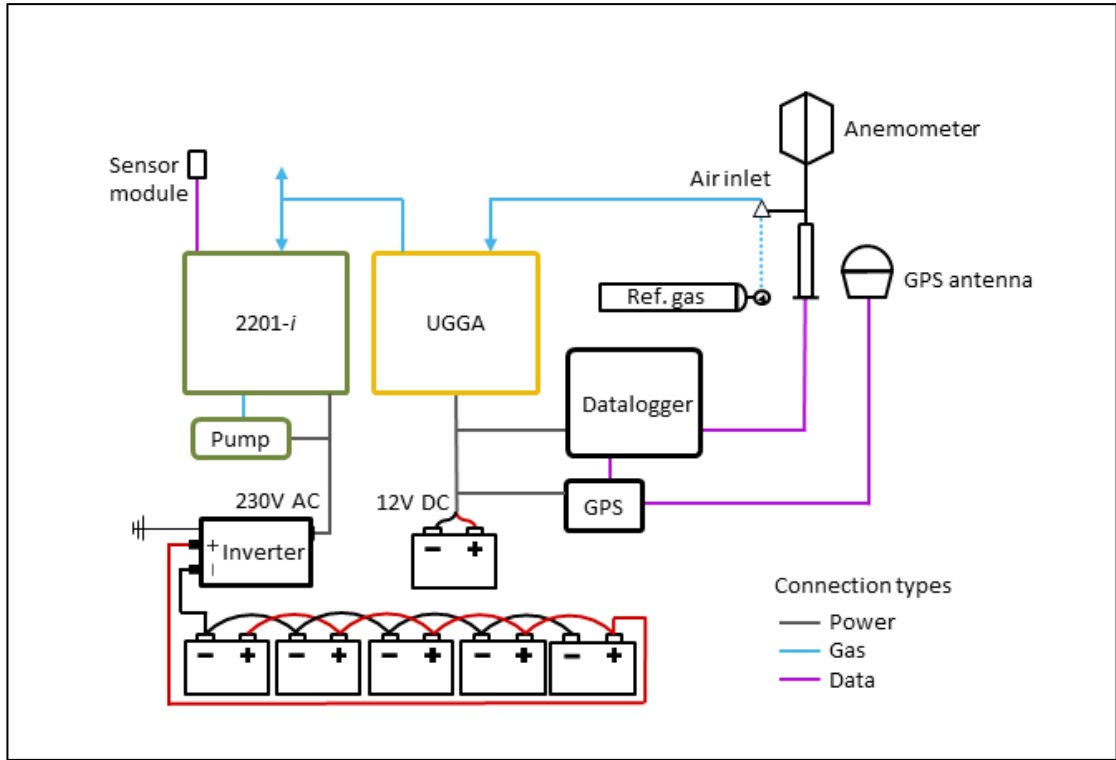 Anemometer
Sensor
module
Air inlet
GPS antenna
Ref. gas
2201-i
UGGA
Datalogger
Pump
230V AC
12V DC
GPS
+
Inverter
–
− +
− + − + − + − + − +
Connection types
Power
Gas
Data